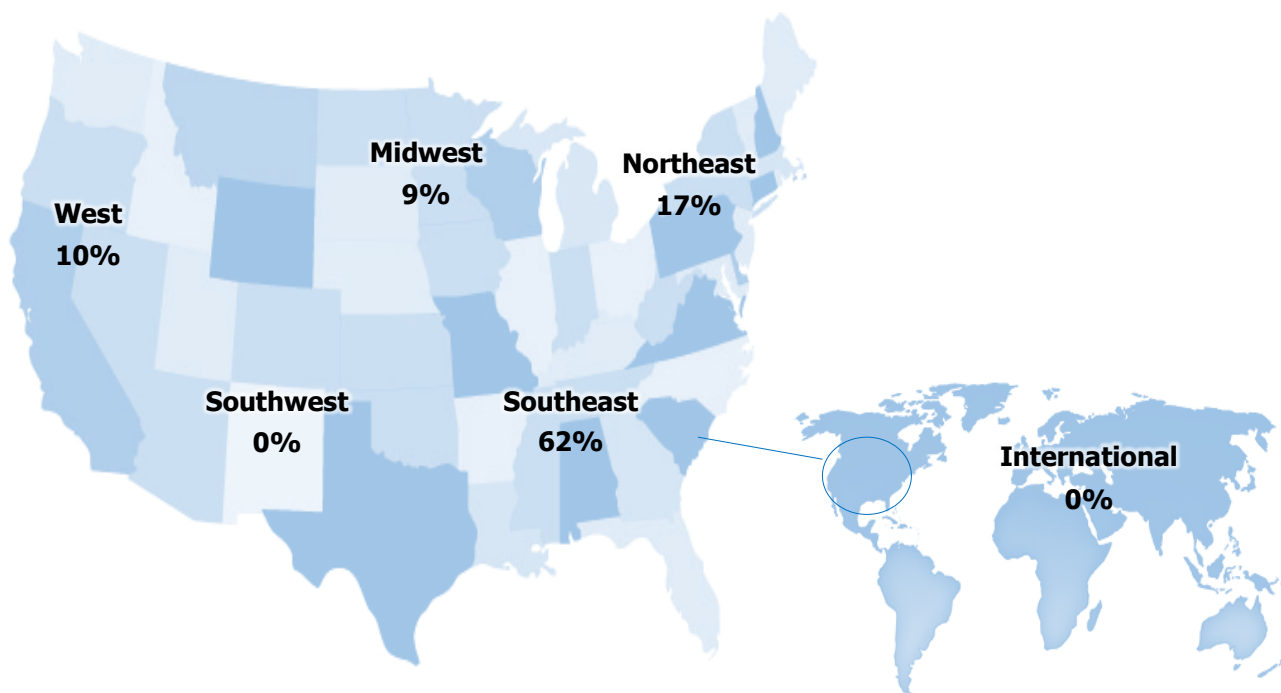 Midwest
9%
Northeast
17%
West
10%
Southwest
0%
Southeast
62%
International
0%